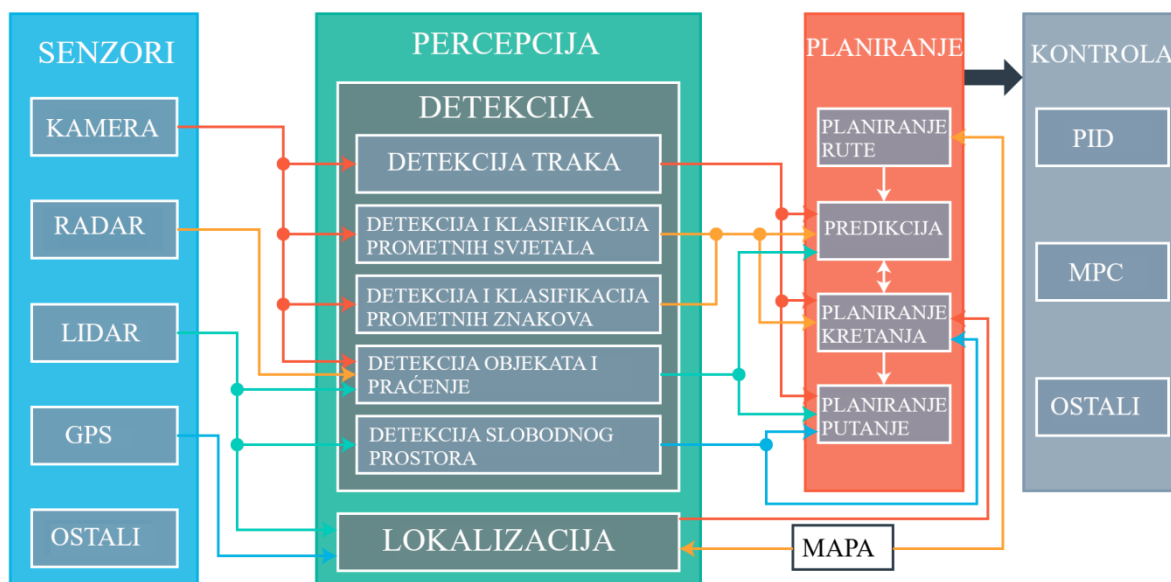 SENZORI
KAMERA
RADAR
LIDAR
GPS
OSTALI
PERCEPCIJA
DETEKCIJA
DETEKCIJA TRAKA
DETEKCIJA I KLASIFIKACIJA
PROMETNIH SVJETALA
DETEKCIJA I KLASIFIKACIJA
PROMETNIH ZNAKOVA
DETEKCIJA OBJEKATA I
PRAĆENJE
DETEKCIJA SLOBODNOG
PROSTORA
LOKALIZACIJA
PLANIRANJE
PLANIRANJE
RUTE
PREDIKCIJA
PLANIRANJE
KRETANJA
PLANIRANJE
PUTANJE
MAPA
KONTROLA
PID
MPC
OSTALI